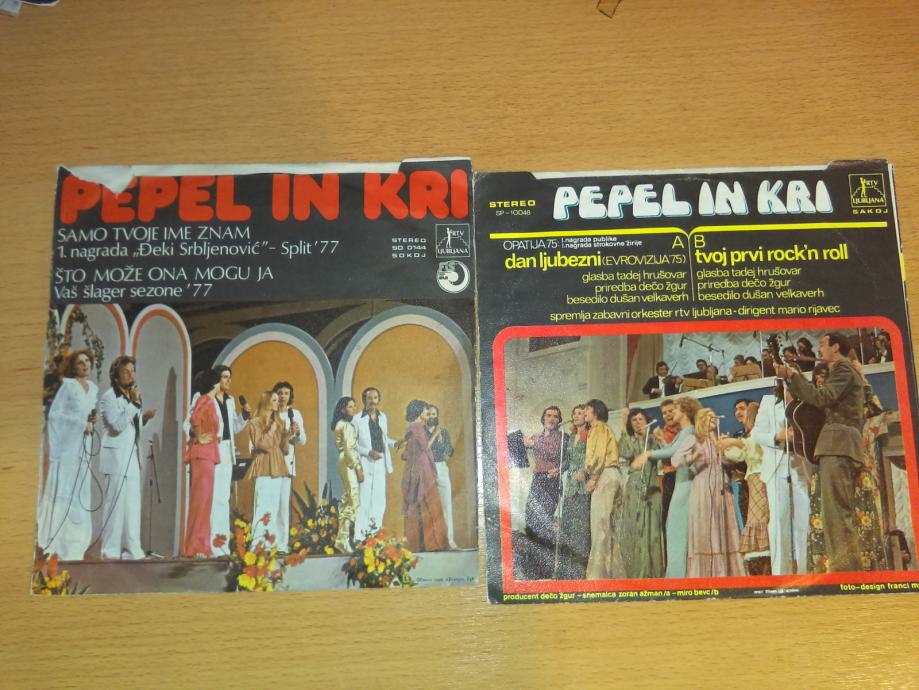 PEPEL IN KRI
SAMO TVOJE IME ZNAM
1. nagrada „Đeki Srbljenović”- Split '77
ŠTO MOŽE ONA MOGU JA
Vaš šlager sezone '77
STEREO
SD 0144
SOKOJ
RTV
LJUBLJANA
STEREO
SP-10048
PEPEL IN KRI
RTV
LJUBLJANA
SAKOJ
OPATIJA 75: 1.nagrada publike
1.nagrada strokovne žirije
A
dan ljubezni (EVROVIZIJA'75)
glasba tadej hrušovar
priredba dečo žgur
besedilo dušan velkaverh
B
tvoj prvi rock'n roll
glasba tadej hrušovar
priredba dečo žgur
besedilo dušan velkaverh
spremlja zabavni orkester rtv ljubljana-dirigent mario rijavec
producent dečo žgur -snemalca zoran ažman/a - miro bevc/b
foto-design franci